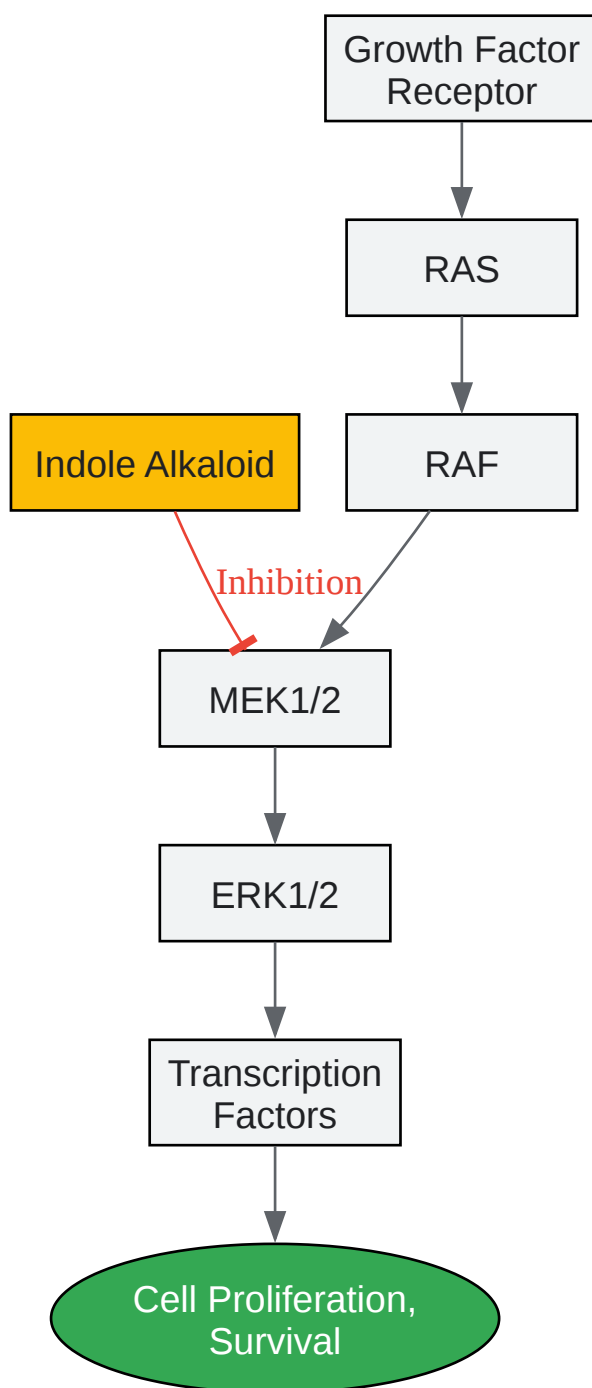 Growth Factor
Receptor
RAS
Indole Alkaloid
RAF
Inhibition
MEK1/2
ERK1/2
Transcription
Factors
Cell Proliferation,
Survival